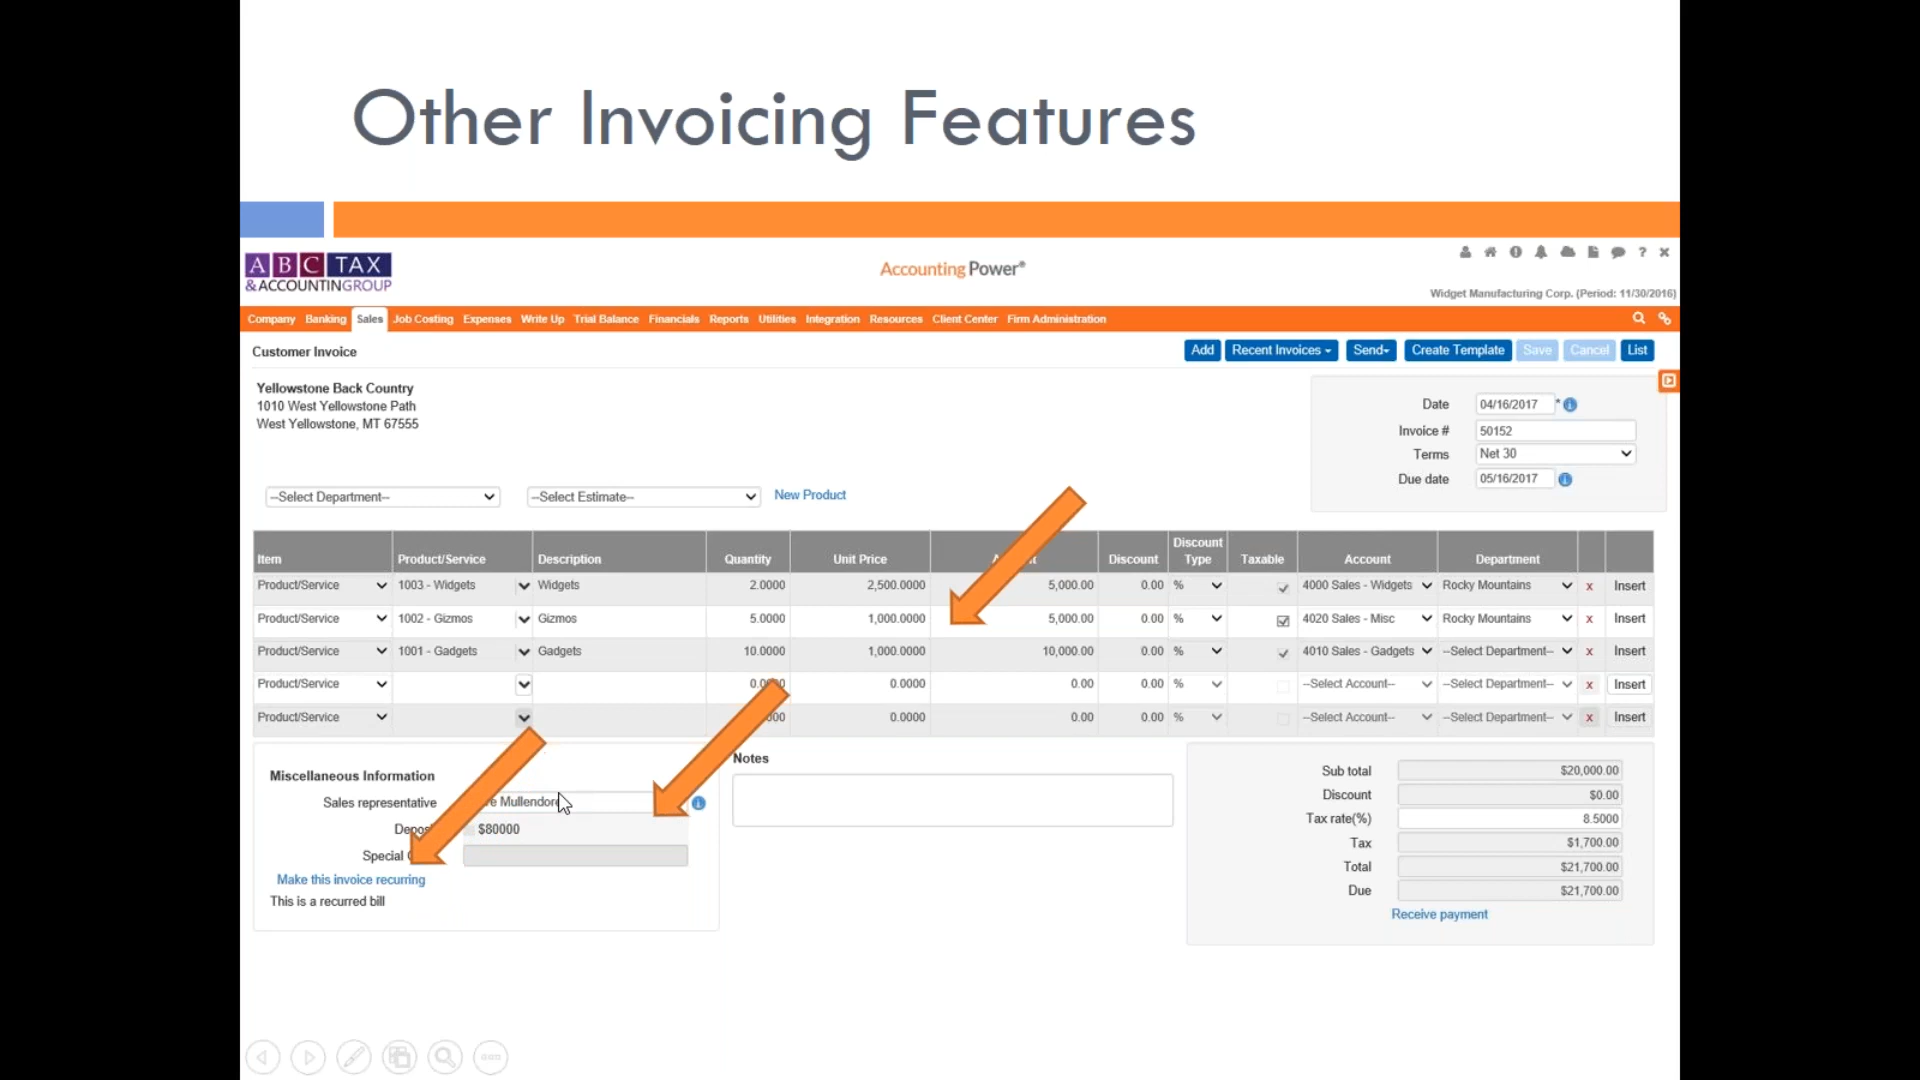 Other Invoicing Features
ABC TAX
&ACCOUNTINGGROUP
Accounting Power®
Widget Manufacturing Corp. (Period: 11/30/2016)
Company Banking Sales Job Costing Expenses Write Up Trial Balance Financials Reports Utilities Integration Resources Client Center Firm Administration
Customer Invoice
Add Recent Invoices Send Create Template Save Cancel List
Yellowstone Back Country
1010 West Yellowstone Path
West Yellowstone, MT 67555
Date 04/16/2017 *
Invoice # 50152
Terms Net 30
Due date 05/16/2017
--Select Department-- --Select Estimate-- New Product
Item Product/Service Description Quantity Unit Price Discount Discount Type Taxable Account Department
Product/Service 1003 - Widgets Widgets 2.0000 2,500.0000 5,000.00 0.00 % 4000 Sales - Widgets Rocky Mountains x Insert
Product/Service 1002 - Gizmos Gizmos 5.0000 1,000.0000 5,000.00 0.00 % 4020 Sales - Misc Rocky Mountains x Insert
Product/Service 1001 - Gadgets Gadgets 10.0000 1,000.0000 10,000.00 0.00 % 4010 Sales - Gadgets --Select Department-- x Insert
Product/Service 0.0000 0.00 0.00 % --Select Account-- --Select Department-- x Insert
Product/Service 0.0000 0.00 0.00 % --Select Account-- --Select Department-- x Insert
Miscellaneous Information
Sales representative Mullendore
$80000
Special
Make this invoice recurring
This is a recurred bill
Notes
Sub total $20,000.00
Discount $0.00
Tax rate(%) 8.5000
Tax $1,700.00
Total $21,700.00
Due $21,700.00
Receive payment